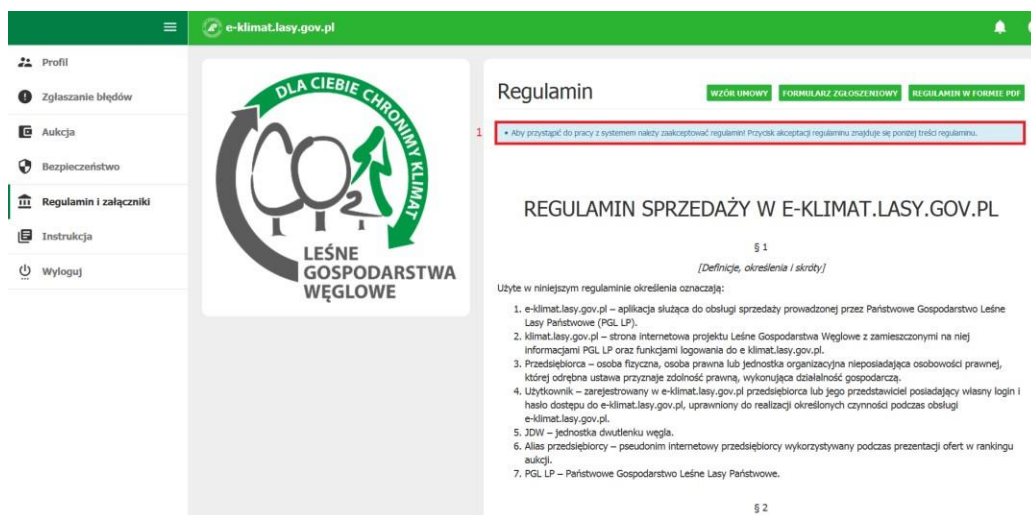 e-klimat.lasy.gov.pl
Profil
Zgłaszanie błędów
Aukcja
Bezpieczeństwo
Regulamin i załączniki
Instrukcja
Wyloguj
DLA CIEBIE CHRONIMY KLIMAT
CO2
LEŚNE
GOSPODARSTWA
WĘGLOWE
Regulamin
WZÓR UMOWY FORMULARZ ZGŁOSZENIOWY REGULAMIN W FORMIE PDF
1
• Aby przystąpić do pracy z systemem należy zaakceptować regulamin! Przycisk akceptacji regulaminu znajduje się poniżej treści regulaminu.
REGULAMIN SPRZEDAŻY W E-KLIMAT.LASY.GOV.PL
§ 1
[Definicje, określenia i skróty]
Użyte w niniejszym regulaminie określenia oznaczają:
1. e-klimat.lasy.gov.pl – aplikacja służąca do obsługi sprzedaży prowadzonej przez Państwowe Gospodarstwo Leśne
Lasy Państwowe (PGL LP).
2. klimat.lasy.gov.pl – strona internetowa projektu Leśne Gospodarstwa Węglowe z zamieszczonymi na niej
informacjami PGL LP oraz funkcjami logowania do e klimat.lasy.gov.pl.
3. Przedsiębiorca – osoba fizyczna, osoba prawna lub jednostka organizacyjna nieposiadająca osobowości prawnej,
której odrębna ustawa przyznaje zdolność prawną, wykonująca działalność gospodarczą.
4. Użytkownik – zarejestrowany w e-klimat.lasy.gov.pl przedsiębiorca lub jego przedstawiciel posiadający własny login i
hasło dostępu do e-klimat.lasy.gov.pl, uprawniony do realizacji określonych czynności podczas obsługi
e-klimat.lasy.gov.pl.
5. JDW – jednostka dwutlenku węgla.
6. Alias przedsiębiorcy – pseudonim internetowy przedsiębiorcy wykorzystywany podczas prezentacji ofert w rankingu
aukcji.
7. PGL LP – Państwowe Gospodarstwo Leśne Lasy Państwowe.
§ 2